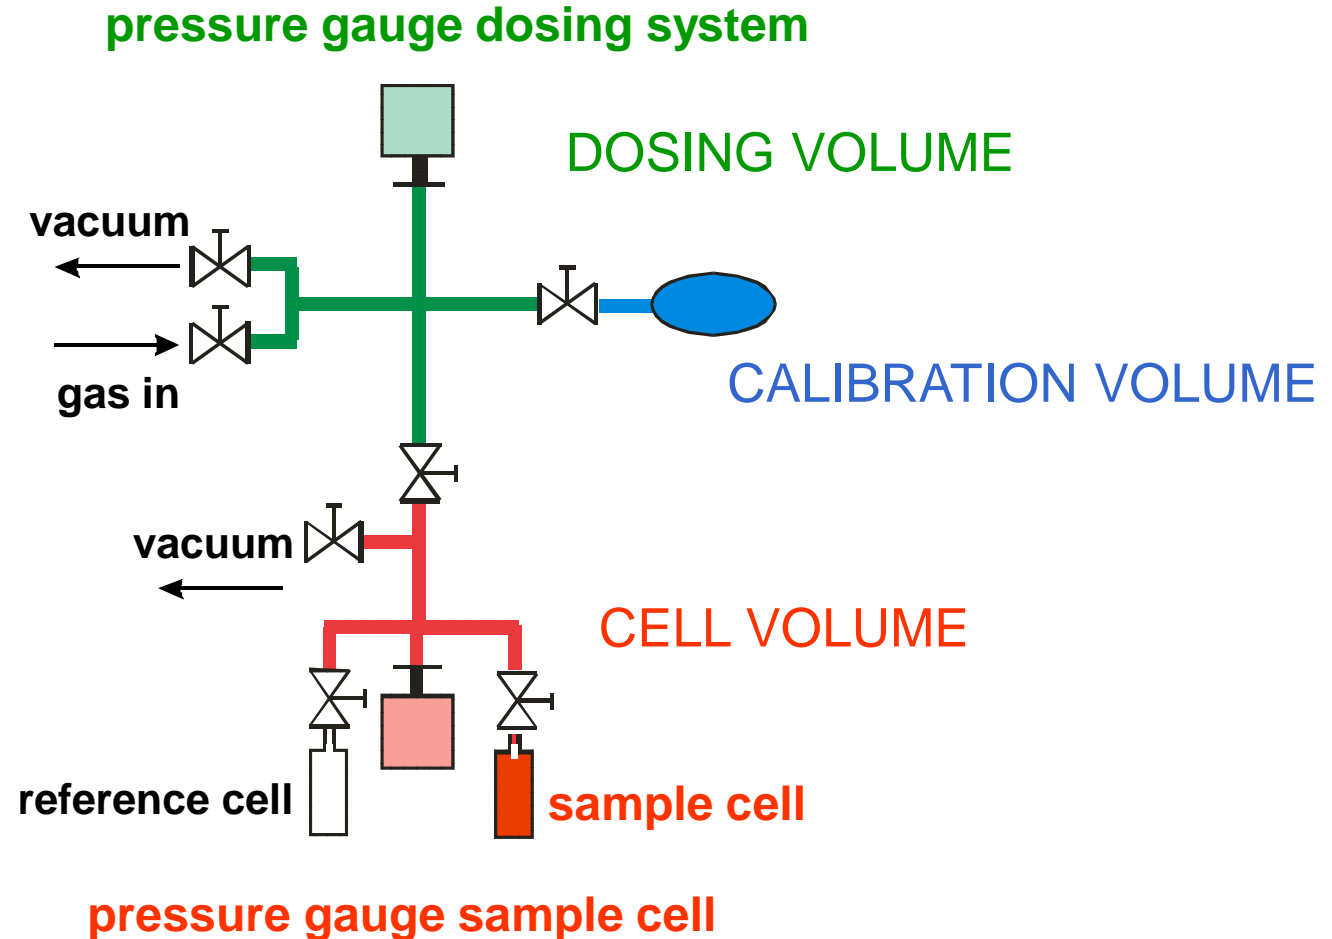 pressure gauge dosing system
DOSING VOLUME
vacuum
gas in
CALIBRATION VOLUME
vacuum
CELL VOLUME
reference cell
sample cell
pressure gauge sample cell